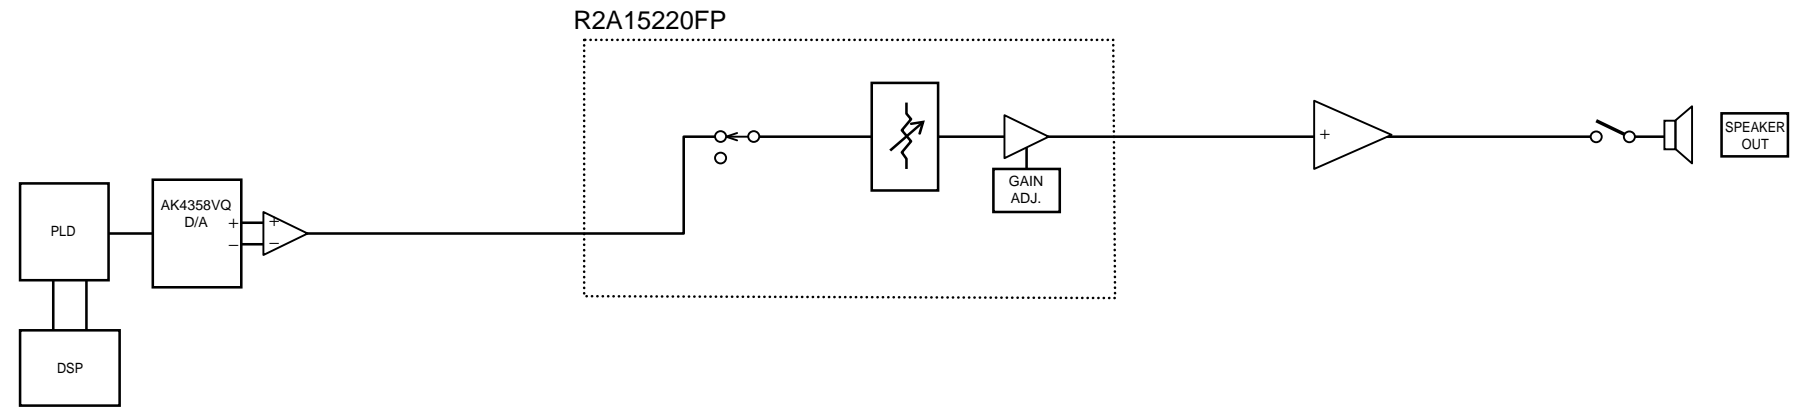 R2A15220FP
SPEAKER
OUT
+
GAIN
ADJ.
AK4358VQ
D/A
+
−
+
−
PLD
DSP